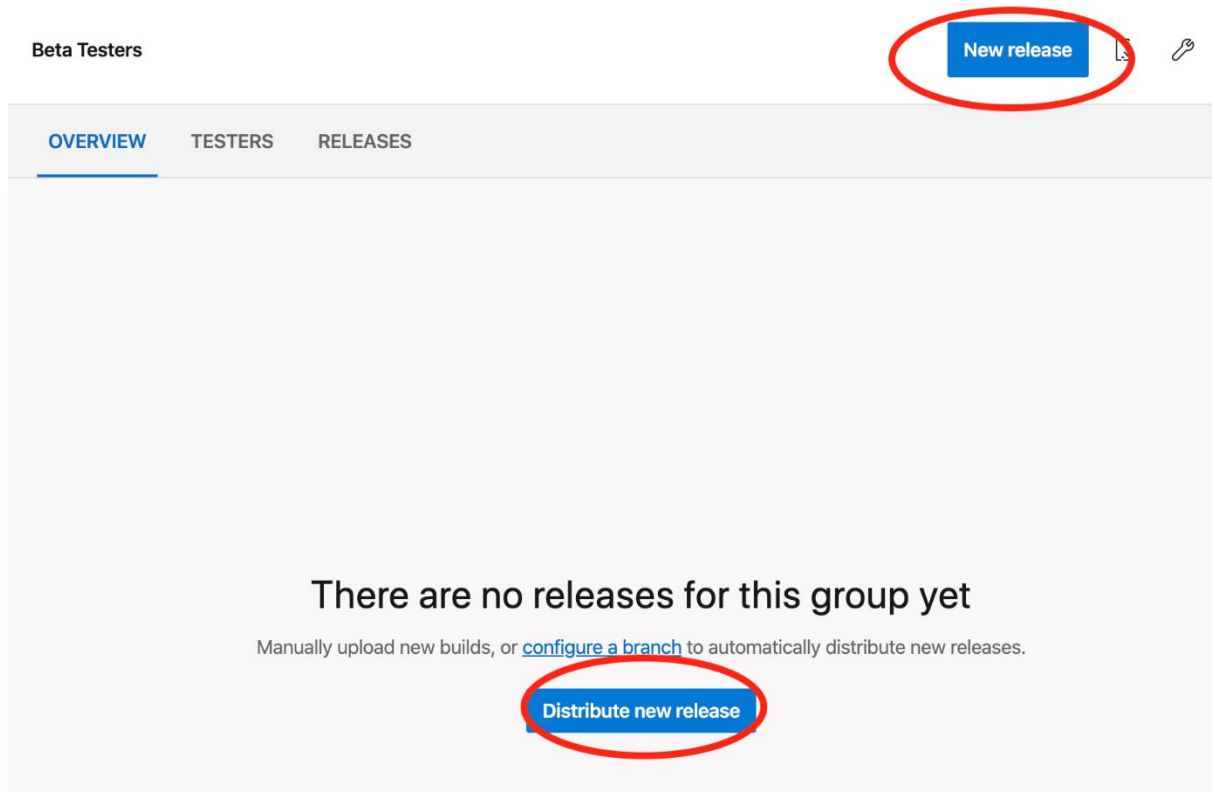 Beta Testers
New release
OVERVIEW TESTERS RELEASES
There are no releases for this group yet
Manually upload new builds, or configure a branch to automatically distribute new releases.
Distribute new release